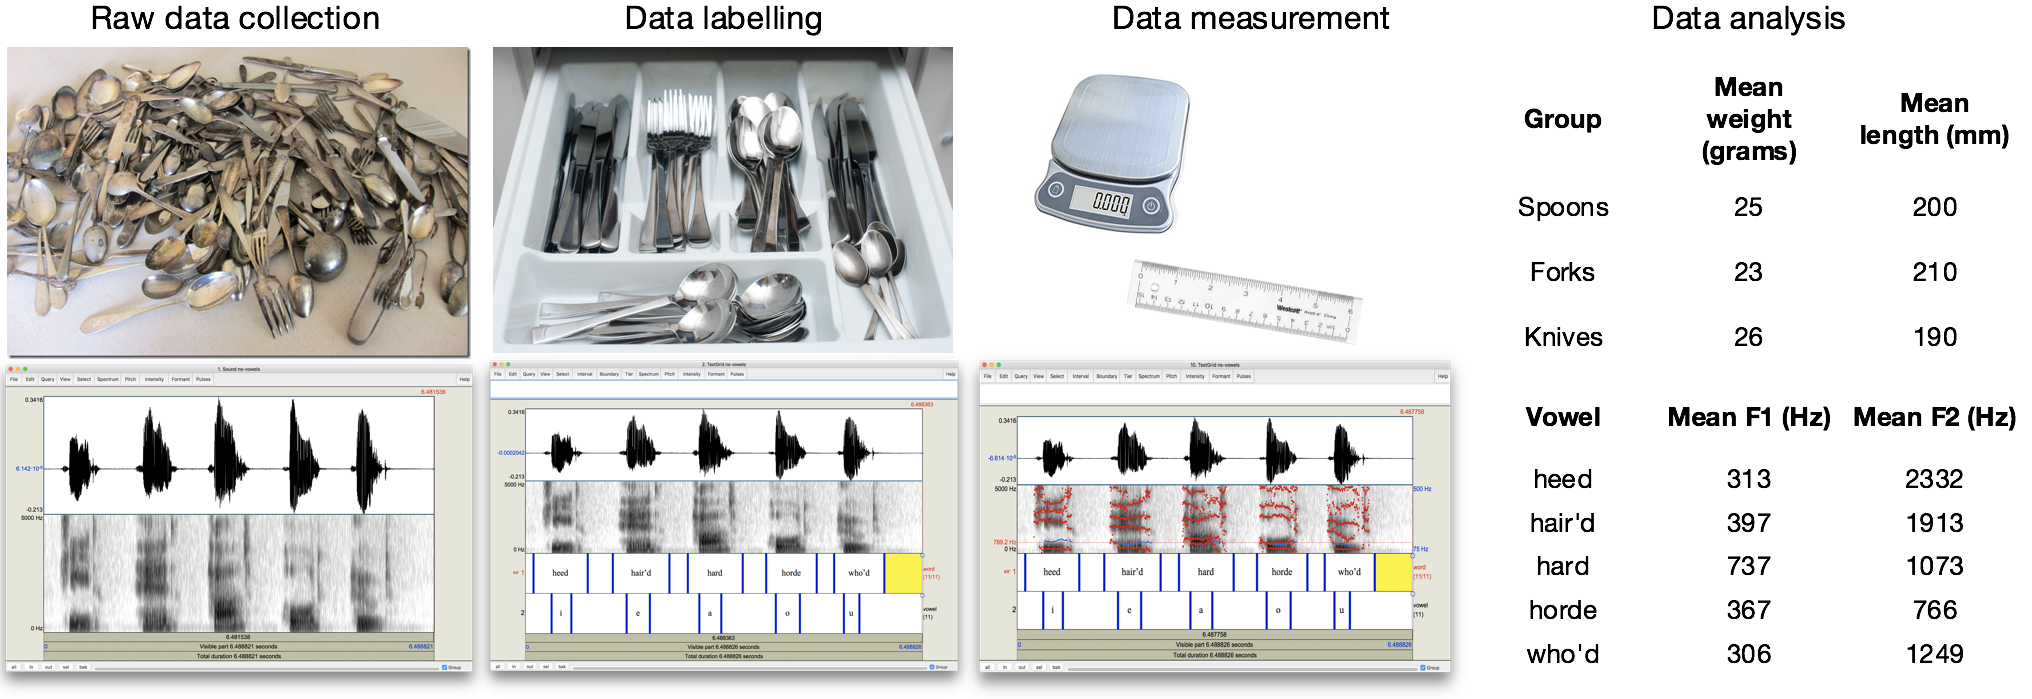 Raw data collection
Data labelling
Data measurement
Data analysis
Group
Mean weight (grams)
Mean length (mm)
Spoons 25 200
Forks 23 210
Knives 26 190
Vowel Mean F1 (Hz) Mean F2 (Hz)
heed 313 2332
hair'd 397 1913
hard 737 1073
horde 367 766
who'd 306 1249
0.000
Westcott
1. Sound ns-vowels
File Edit Query View Select Spectrum Pitch Intensity Formant Pulses Help
6.481538
0.3416
-0.213
5000 Hz
0 Hz
6.481538
0 Visible part 6.488821 seconds 6.488821
Total duration 6.488821 seconds
all in out sel bak Group
2. TextGrid ns-vowels
File Edit Query View Select Interval Boundary Tier Spectrum Pitch Intensity Formant Pulses Help
6.488363
0.3416
-0.0002042
-0.213
5000 Hz
0 Hz
1 heed hair'd hard horde who'd word (11/11)
2 i e a o u vowel (11)
6.488363
0 Visible part 6.488826 seconds 6.488826
Total duration 6.488826 seconds
all in out sel bak Group
10. TextGrid ns-vowels
File Edit Query View Select Interval Boundary Tier Spectrum Pitch Intensity Formant Pulses Help
6.487758
0.3416
-0.213
5000 Hz 500 Hz
789.2 Hz
0 Hz 75 Hz
1 heed hair'd hard horde who'd word (11/11)
2 i e a o u vowel (11)
6.487758
0 Visible part 6.488826 seconds 6.488826
Total duration 6.488826 seconds
all in out sel bak Group